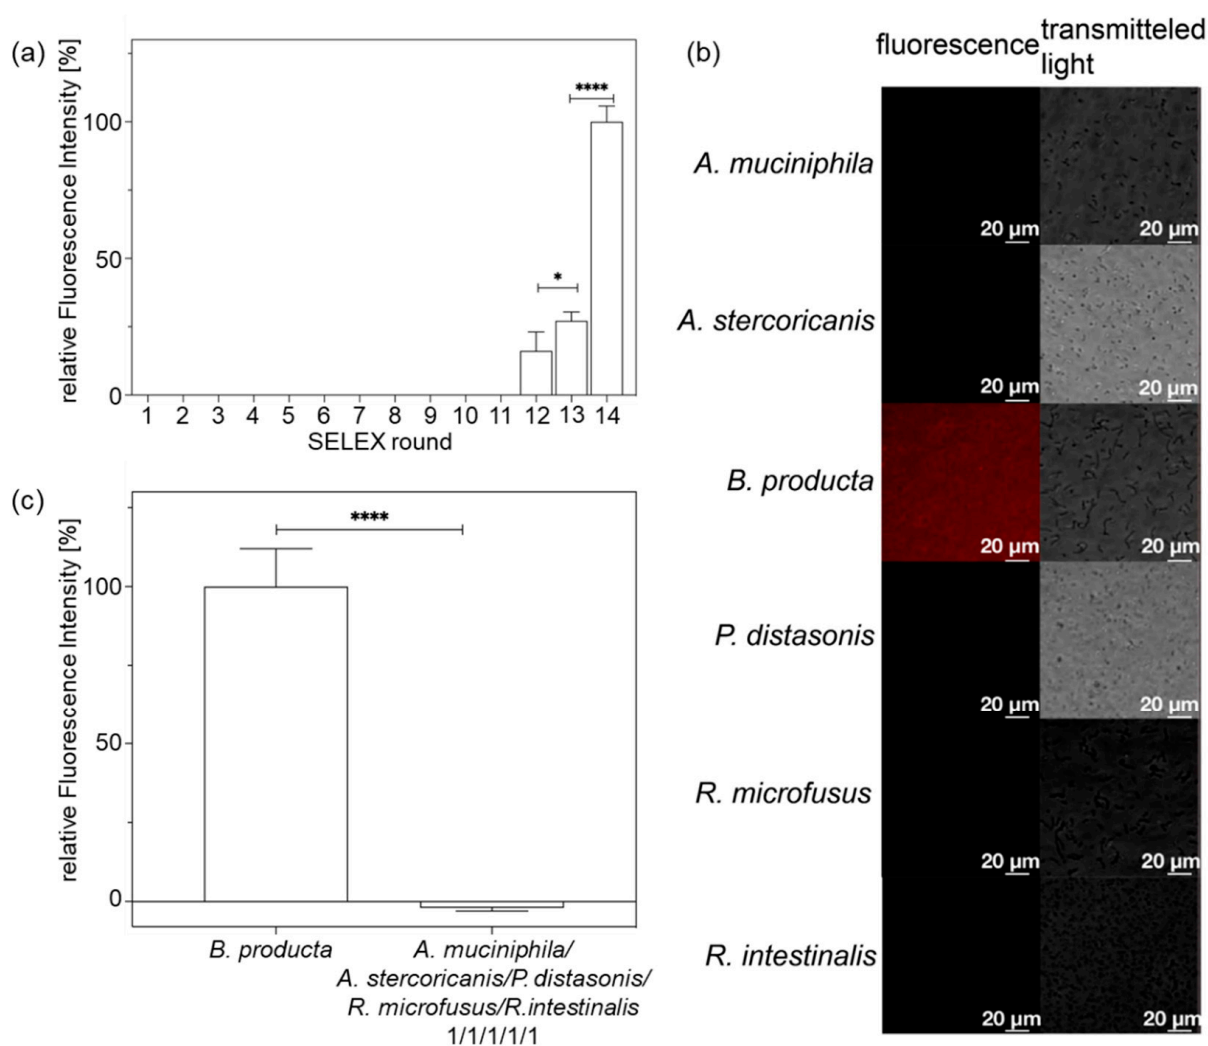 (a)
relative Fluorescence Intensity [%]
100
50
0
****
*
1 2 3 4 5 6 7 8 9 10 11 12 13 14
SELEX round
(b)
fluorescence
transmitteled
light
A. muciniphila
20 µm
20 µm
A. stercoricanis
20 µm
20 µm
B. producta
20 µm
20 µm
P. distasonis
20 µm
20 µm
R. microfusus
20 µm
20 µm
R. intestinalis
20 µm
20 µm
(c)
relative Fluorescence Intensity [%]
100
50
0
****
B. producta
A. muciniphila/
A. stercoricanis/P. distasonis/
R. microfusus/R.intestinalis
1/1/1/1/1